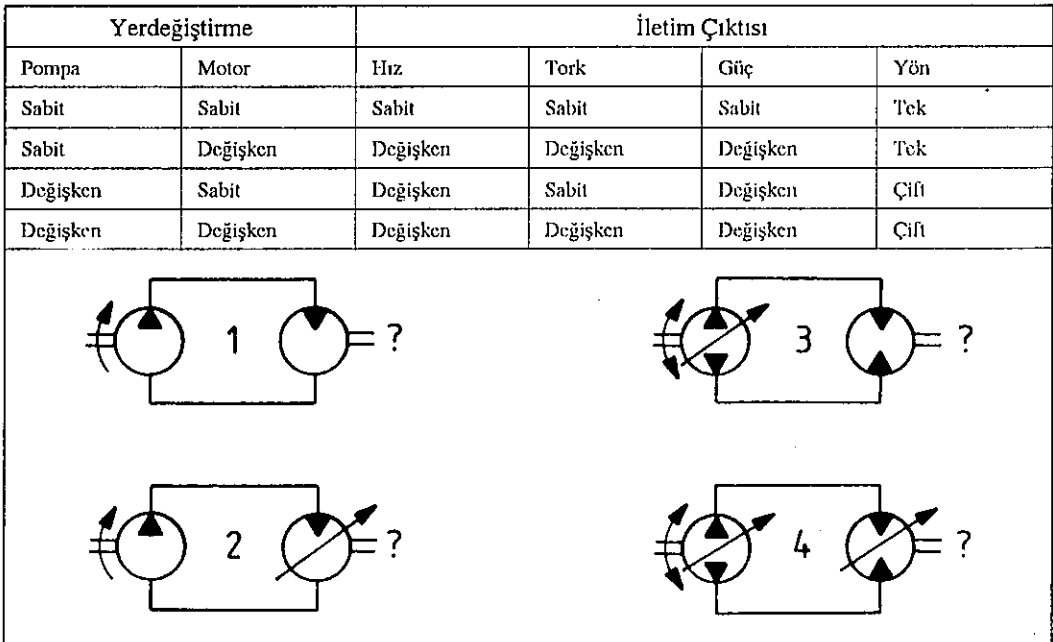 Yerdeğiştirme İletim Çıktısı
Pompa Motor Hız Tork Güç Yön
Sabit Sabit Sabit Sabit Sabit Tek
Sabit Değişken Değişken Değişken Değişken Tek
Değişken Sabit Değişken Sabit Değişken Çift
Değişken Değişken Değişken Değişken Değişken Çift
1 ? 3 ?
2 ? 4 ?